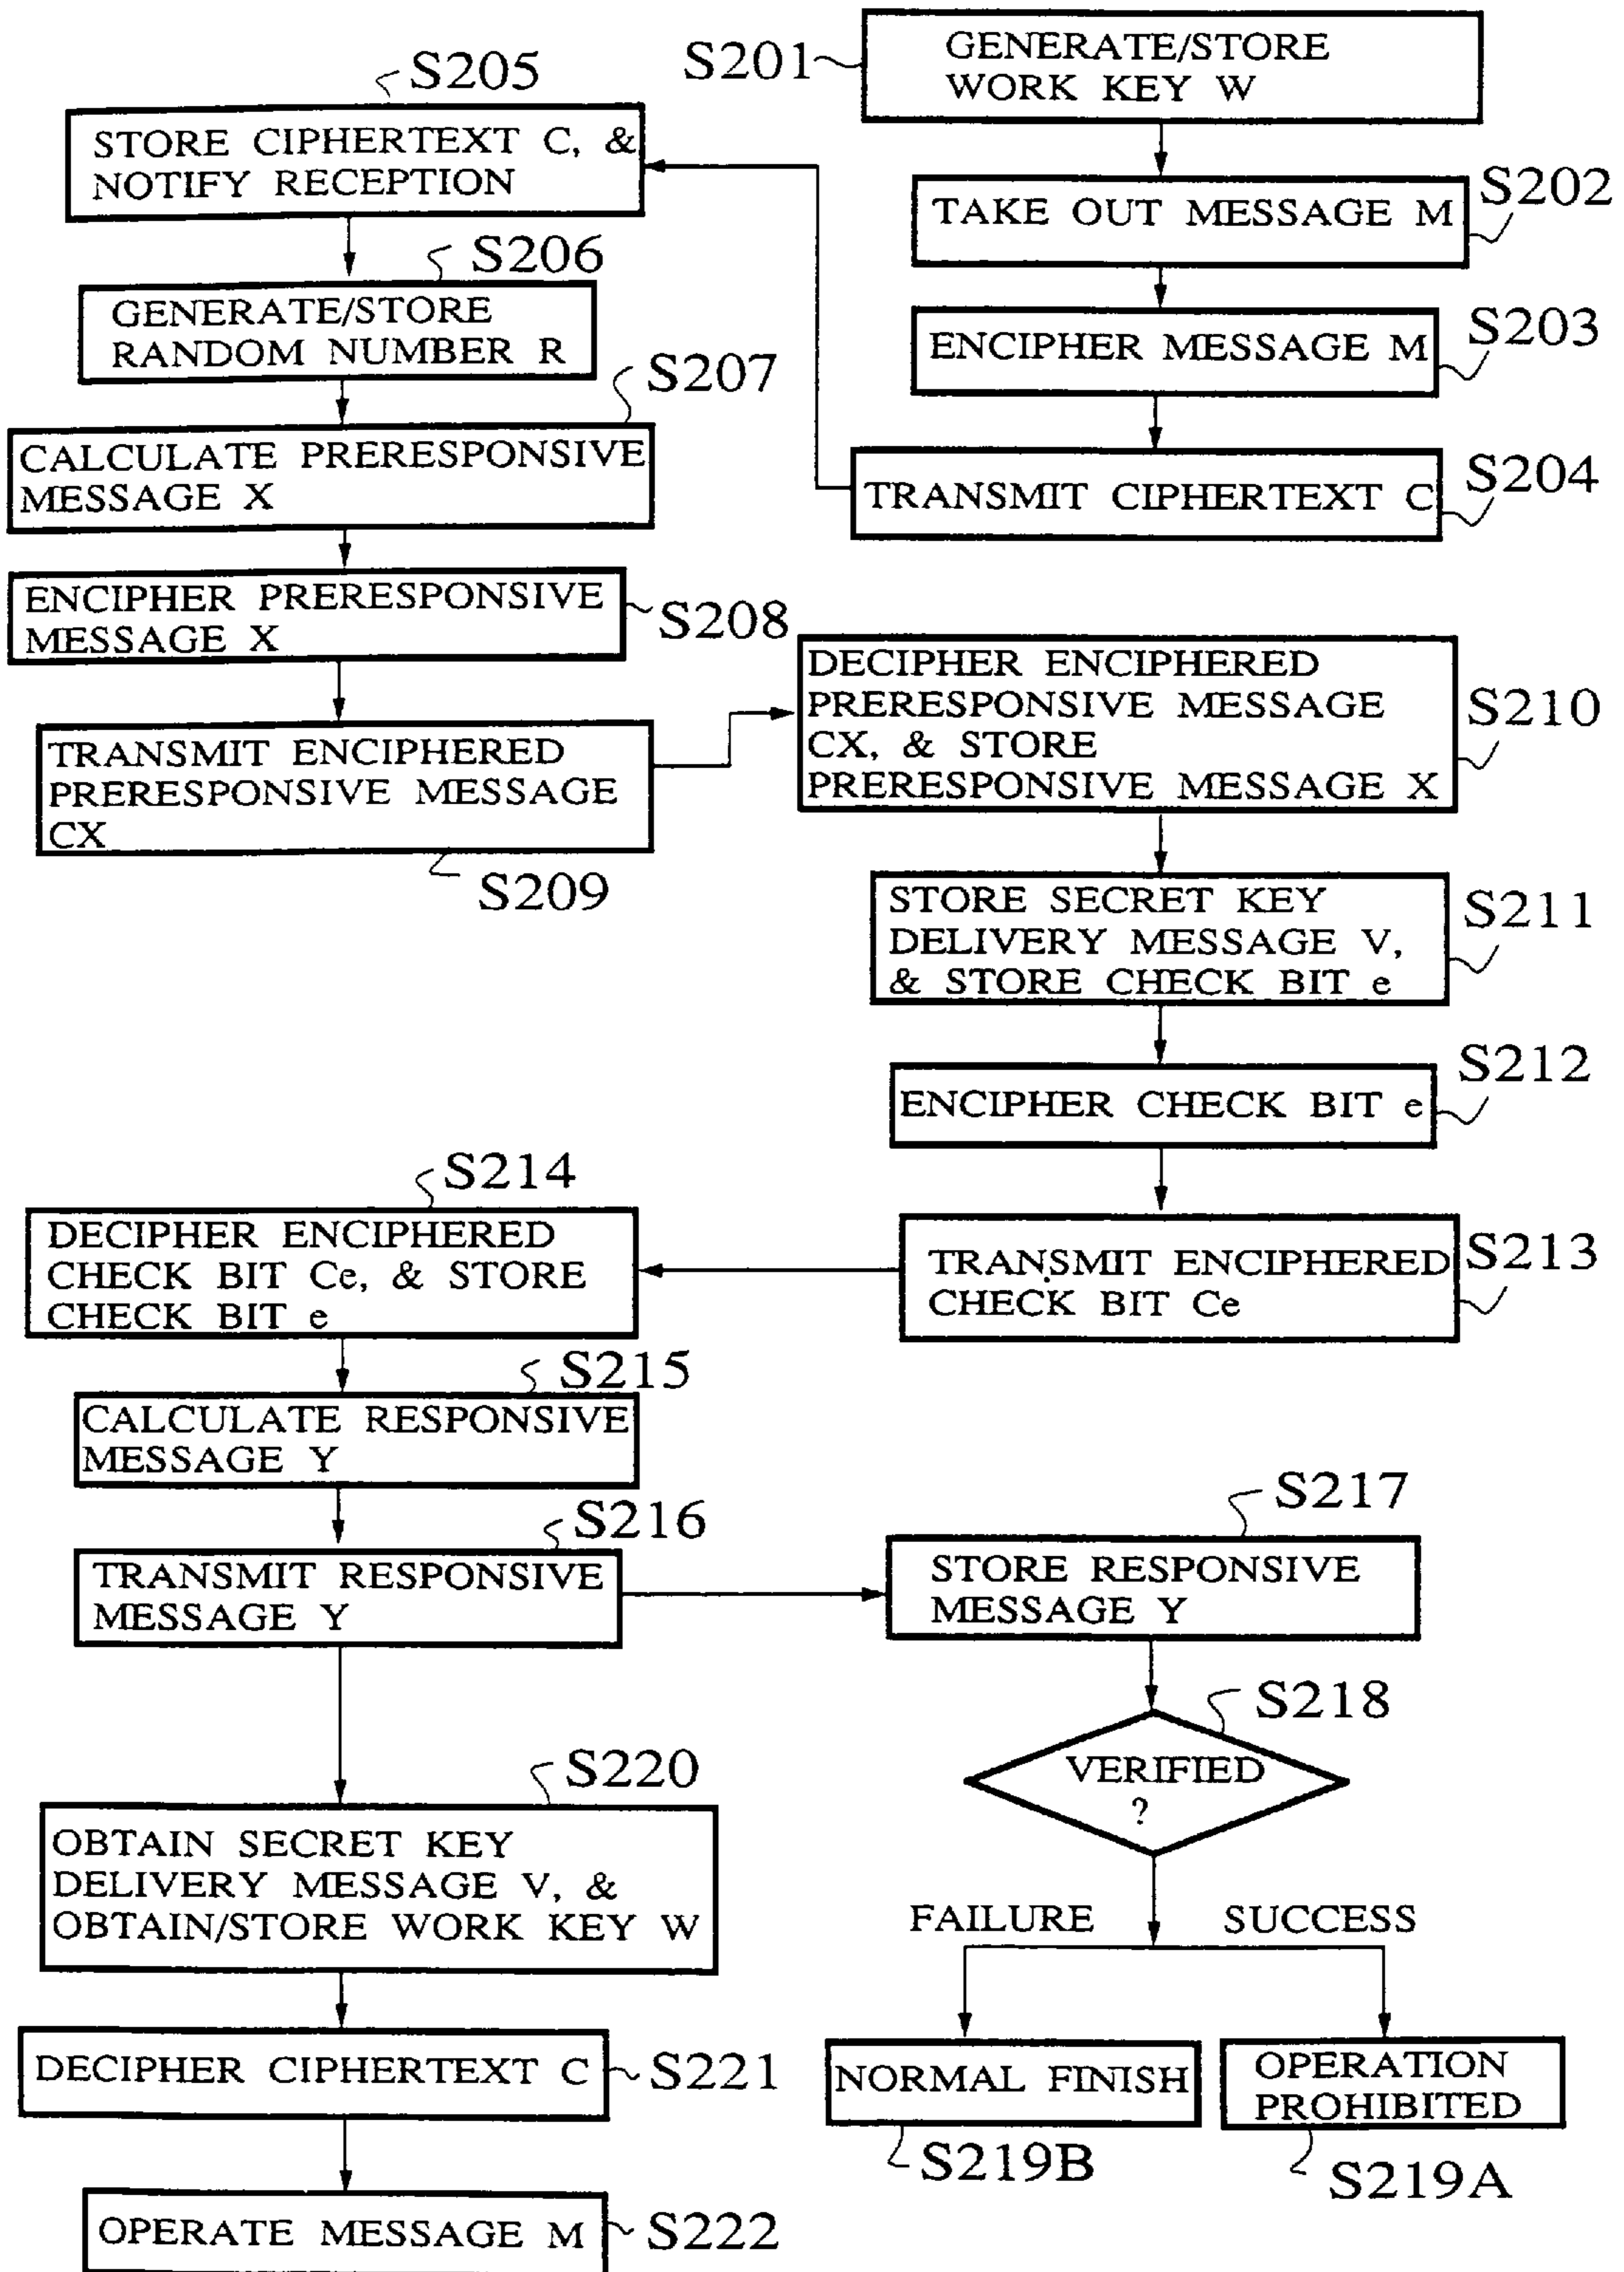 S201
GENERATE/STORE
WORK KEY W
S202
TAKE OUT MESSAGE M
S203
ENCIPHER MESSAGE M
S204
TRANSMIT CIPHERTEXT C
S205
STORE CIPHERTEXT C, &
NOTIFY RECEPTION
S206
GENERATE/STORE
RANDOM NUMBER R
S207
CALCULATE PRERESPONSIVE
MESSAGE X
ENCIPHER PRERESPONSIVE
MESSAGE X
S208
TRANSMIT ENCIPHERED
PRERESPONSIVE MESSAGE
CX
S209
DECIPHER ENCIPHERED
PRERESPONSIVE MESSAGE
CX, & STORE
PRERESPONSIVE MESSAGE X
S210
STORE SECRET KEY
DELIVERY MESSAGE V,
& STORE CHECK BIT e
S211
S212
ENCIPHER CHECK BIT e
TRANSMIT ENCIPHERED
CHECK BIT Ce
S213
S214
DECIPHER ENCIPHERED
CHECK BIT Ce, & STORE
CHECK BIT e
S215
CALCULATE RESPONSIVE
MESSAGE Y
S216
TRANSMIT RESPONSIVE
MESSAGE Y
S217
STORE RESPONSIVE
MESSAGE Y
S218
VERIFIED
?
FAILURE
SUCCESS
NORMAL FINISH
S219B
OPERATION
PROHIBITED
S219A
S220
OBTAIN SECRET KEY
DELIVERY MESSAGE V, &
OBTAIN/STORE WORK KEY W
DECIPHER CIPHERTEXT C
S221
OPERATE MESSAGE M
S222